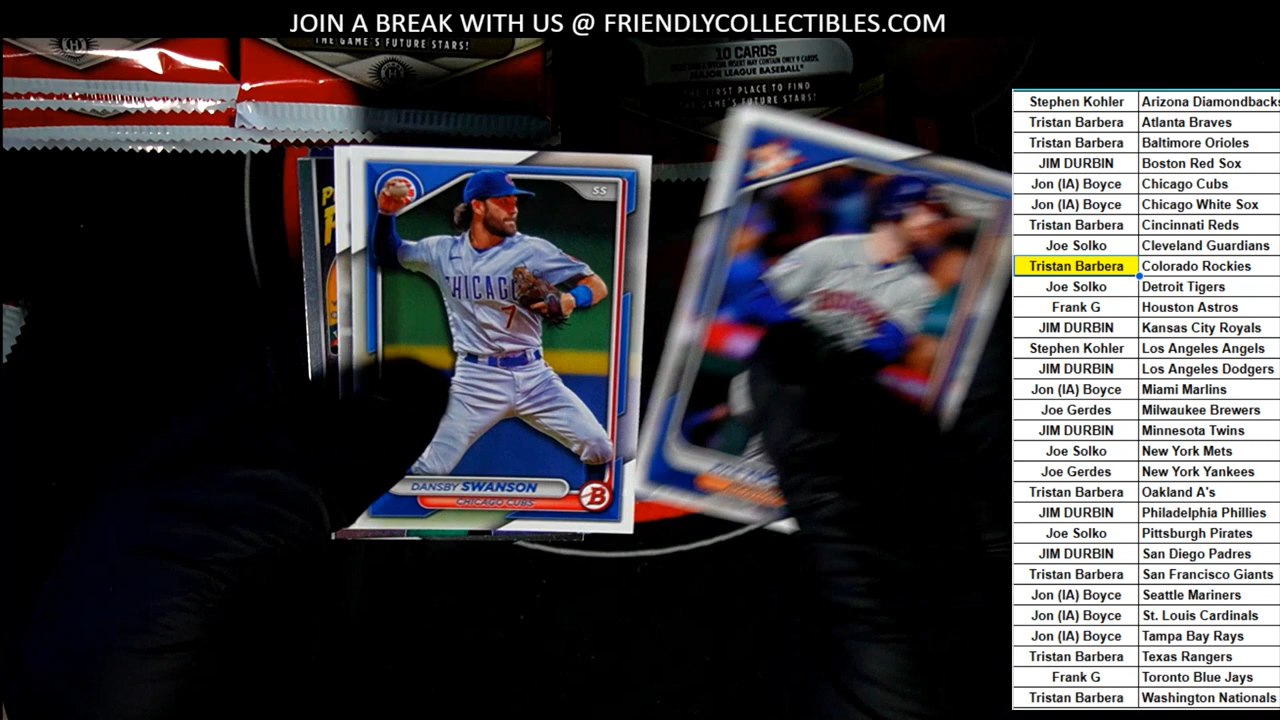 JOIN A BREAK WITH US @ FRIENDLYCOLLECTIBLES.COM
THE GAME'S FUTURE STARS!
10 CARDS
MAJOR LEAGUE BASEBALL
THE FIRST PLACE TO FIND
THE GAME'S FUTURE STARS!
SS
CHICAGO
7
DANSBY SWANSON
CHICAGO CUBS
B
Stephen Kohler Arizona Diamondbacks
Tristan Barbera Atlanta Braves
Tristan Barbera Baltimore Orioles
JIM DURBIN Boston Red Sox
Jon (IA) Boyce Chicago Cubs
Jon (IA) Boyce Chicago White Sox
Tristan Barbera Cincinnati Reds
Joe Solko Cleveland Guardians
Tristan Barbera Colorado Rockies
Joe Solko Detroit Tigers
Frank G Houston Astros
JIM DURBIN Kansas City Royals
Stephen Kohler Los Angeles Angels
JIM DURBIN Los Angeles Dodgers
Jon (IA) Boyce Miami Marlins
Joe Gerdes Milwaukee Brewers
JIM DURBIN Minnesota Twins
Joe Solko New York Mets
Joe Gerdes New York Yankees
Tristan Barbera Oakland A's
JIM DURBIN Philadelphia Phillies
Joe Solko Pittsburgh Pirates
JIM DURBIN San Diego Padres
Tristan Barbera San Francisco Giants
Jon (IA) Boyce Seattle Mariners
Jon (IA) Boyce St. Louis Cardinals
Jon (IA) Boyce Tampa Bay Rays
Tristan Barbera Texas Rangers
Frank G Toronto Blue Jays
Tristan Barbera Washington Nationals